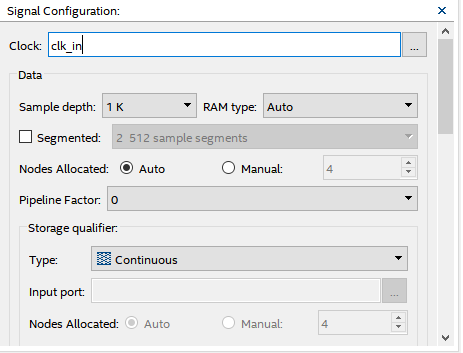 Signal Configuration:
Clock: clk_in ...
Data
Sample depth: 1 K RAM type: Auto
Segmented: 2 512 sample segments
Nodes Allocated: Auto Manual: 4
Pipeline Factor: 0
Storage qualifier:
Type: Continuous
Input port: ...
Nodes Allocated: Auto Manual: 4